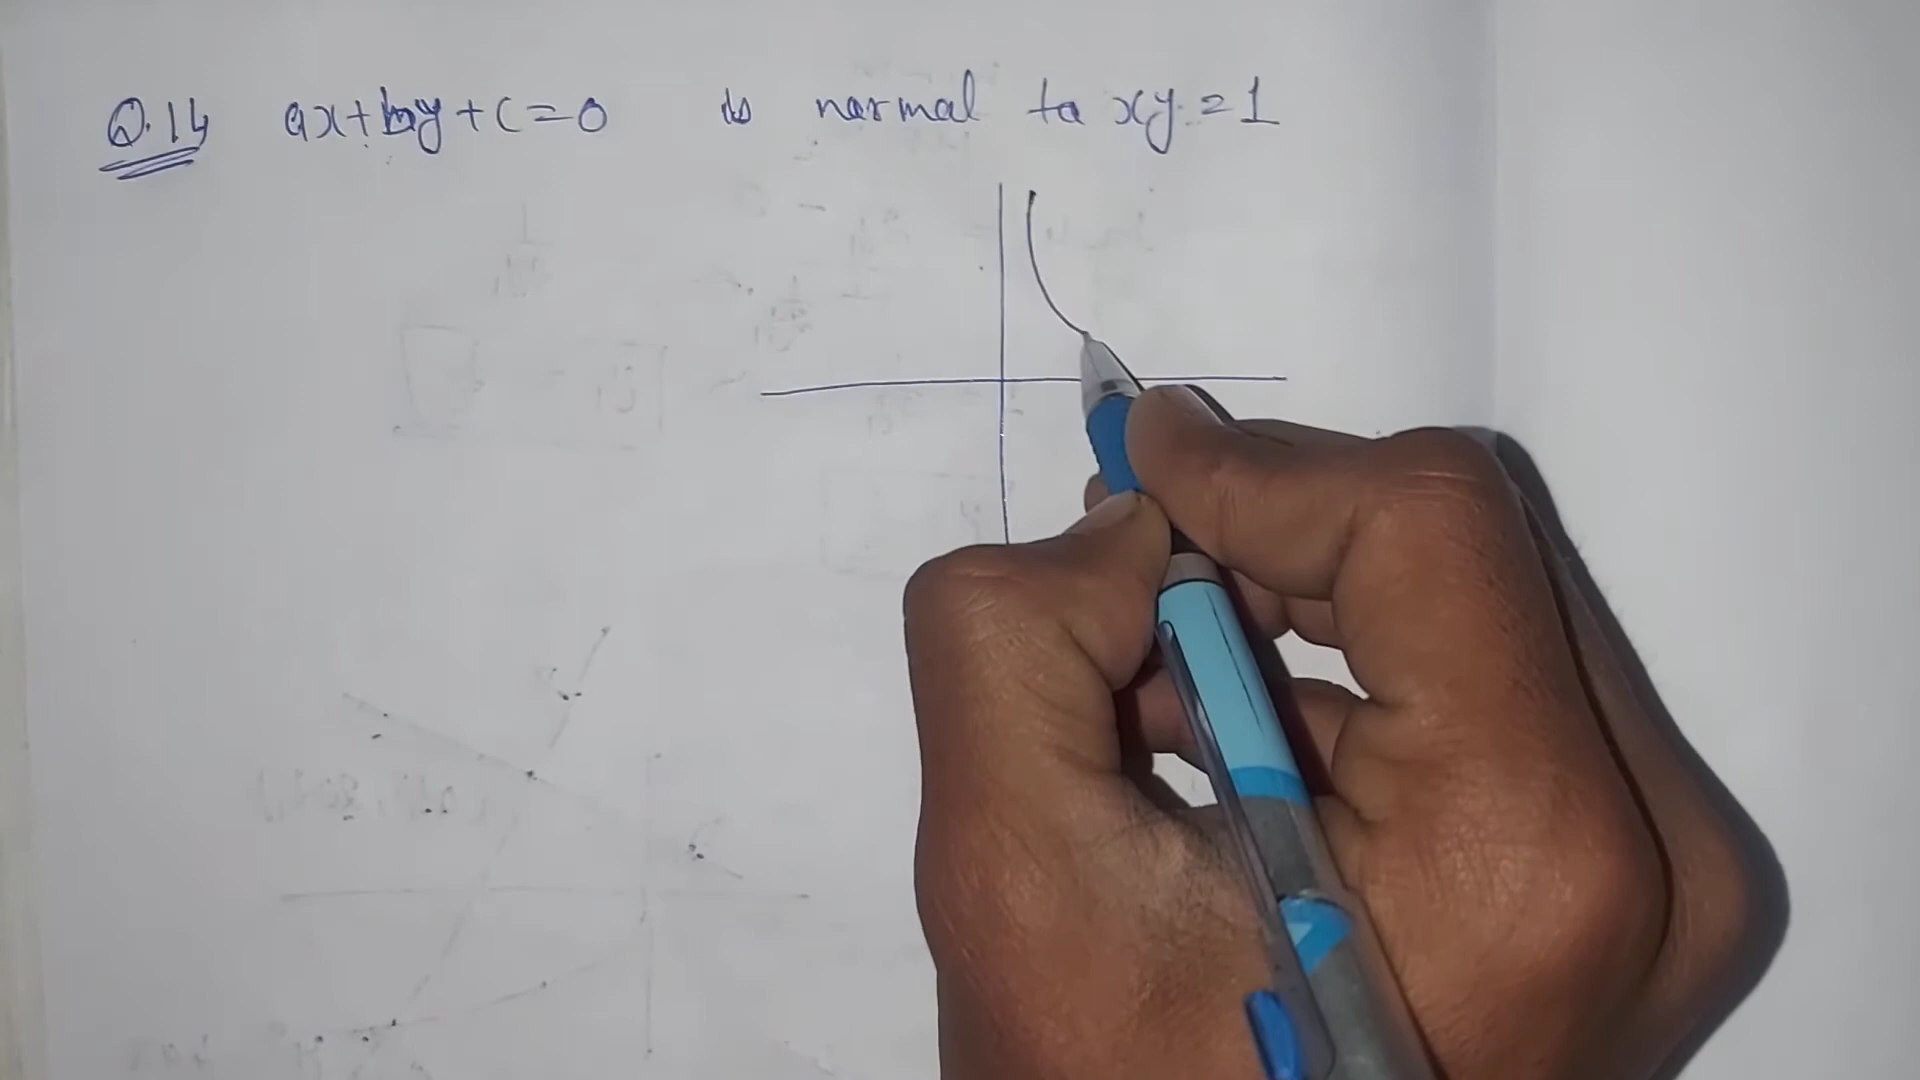 Q.14 ax+by+c=0 is normal to xy=1